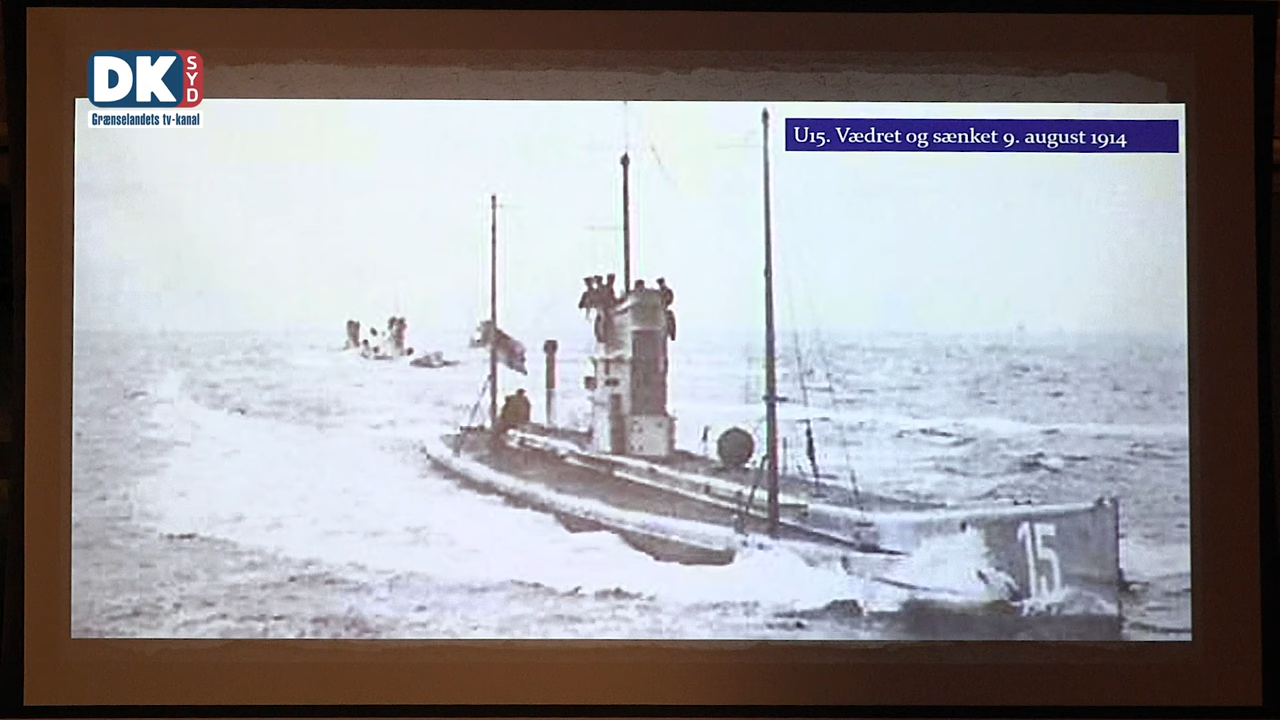 DK
SYD
Grænselandets tv-kanal
U15. Vædret og sænket 9. august 1914
15